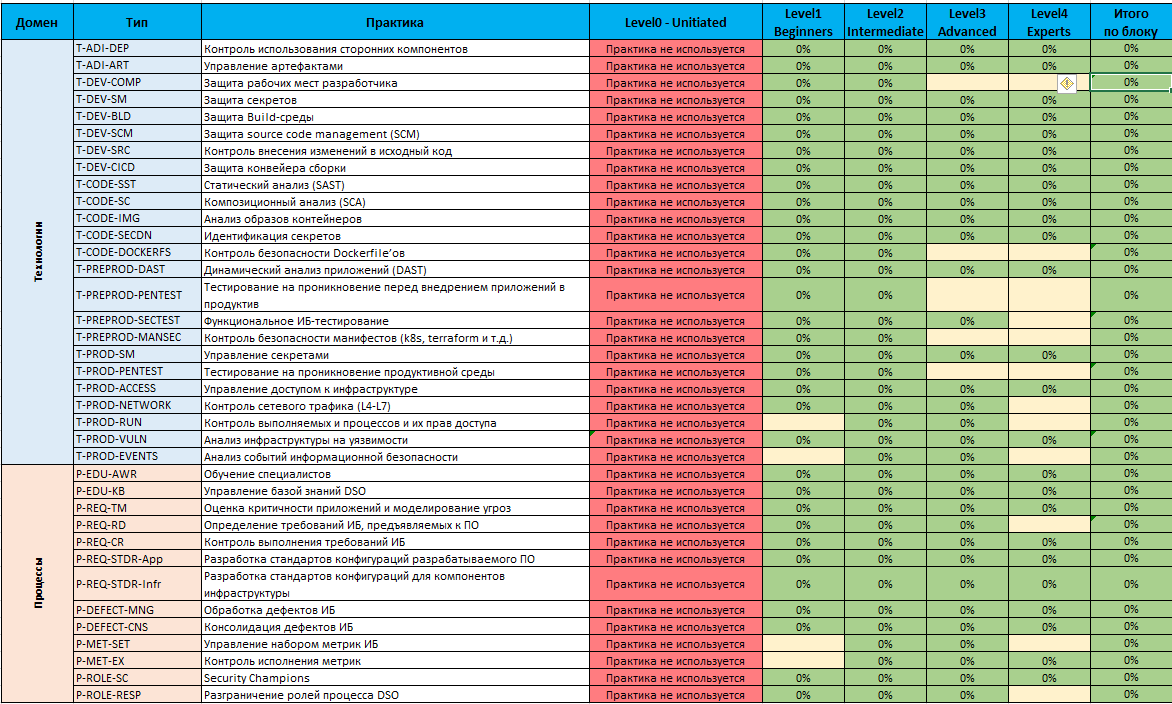 Домен Тип Практика Level0 - Unitiated Level1 Beginners Level2 Intermediate Level3 Advanced Level4 Experts Итого по блоку
Технологии
T-ADI-DEP Контроль использования сторонних компонентов Практика не используется 0% 0% 0% 0% 0%
T-ADI-ART Управление артефактами Практика не используется 0% 0% 0% 0% 0%
T-DEV-COMP Защита рабочих мест разработчика Практика не используется 0% 0% 0%
T-DEV-SM Защита секретов Практика не используется 0% 0% 0% 0% 0%
T-DEV-BLD Защита Build-среды Практика не используется 0% 0% 0% 0% 0%
T-DEV-SCM Защита source code management (SCM) Практика не используется 0% 0% 0% 0% 0%
T-DEV-SRC Контроль внесения изменений в исходный код Практика не используется 0% 0% 0% 0% 0%
T-DEV-CICD Защита конвейера сборки Практика не используется 0% 0% 0% 0% 0%
T-CODE-SST Статический анализ (SAST) Практика не используется 0% 0% 0% 0% 0%
T-CODE-SC Композиционный анализ (SCA) Практика не используется 0% 0% 0% 0% 0%
T-CODE-IMG Анализ образов контейнеров Практика не используется 0% 0% 0% 0% 0%
T-CODE-SECDN Идентификация секретов Практика не используется 0% 0% 0% 0% 0%
T-CODE-DOCKERFS Контроль безопасности Dockerfile’ов Практика не используется 0% 0% 0%
T-PREPROD-DAST Динамический анализ приложений (DAST) Практика не используется 0% 0% 0% 0% 0%
T-PREPROD-PENTEST Тестирование на проникновение перед внедрением приложений в продуктив Практика не используется 0% 0% 0%
T-PREPROD-SECTEST Функциональное ИБ-тестирование Практика не используется 0% 0% 0% 0%
T-PREPROD-MANSEC Контроль безопасности манифестов (k8s, terraform и т.д.) Практика не используется 0% 0% 0%
T-PROD-SM Управление секретами Практика не используется 0% 0% 0% 0% 0%
T-PROD-PENTEST Тестирование на проникновение продуктивной среды Практика не используется 0% 0% 0%
T-PROD-ACCESS Управление доступом к инфраструктуре Практика не используется 0% 0% 0% 0% 0%
T-PROD-NETWORK Контроль сетевого трафика (L4-L7) Практика не используется 0% 0% 0% 0%
T-PROD-RUN Контроль выполняемых и процессов и их прав доступа Практика не используется 0% 0% 0%
T-PROD-VULN Анализ инфраструктуры на уязвимости Практика не используется 0% 0% 0% 0% 0%
T-PROD-EVENTS Анализ событий информационной безопасности Практика не используется 0% 0% 0%
Процессы
P-EDU-AWR Обучение специалистов Практика не используется 0% 0% 0% 0% 0%
P-EDU-KB Управление базой знаний DSO Практика не используется 0% 0% 0% 0% 0%
P-REQ-TM Оценка критичности приложений и моделирование угроз Практика не используется 0% 0% 0% 0% 0%
P-REQ-RD Определение требований ИБ, предъявляемых к ПО Практика не используется 0% 0% 0% 0%
P-REQ-CR Контроль выполнения требований ИБ Практика не используется 0% 0% 0% 0% 0%
P-REQ-STDR-App Разработка стандартов конфигураций разрабатываемого ПО Практика не используется 0% 0% 0% 0% 0%
P-REQ-STDR-Infr Разработка стандартов конфигураций для компонентов инфраструктуры Практика не используется 0% 0% 0% 0% 0%
P-DEFECT-MNG Обработка дефектов ИБ Практика не используется 0% 0% 0% 0% 0%
P-DEFECT-CNS Консолидация дефектов ИБ Практика не используется 0% 0% 0% 0% 0%
P-MET-SET Управление набором метрик ИБ Практика не используется 0% 0% 0%
P-MET-EX Контроль исполнения метрик Практика не используется 0% 0% 0% 0%
P-ROLE-SC Security Champions Практика не используется 0% 0% 0% 0% 0%
P-ROLE-RESP Разграничение ролей процесса DSO Практика не используется 0% 0% 0% 0%